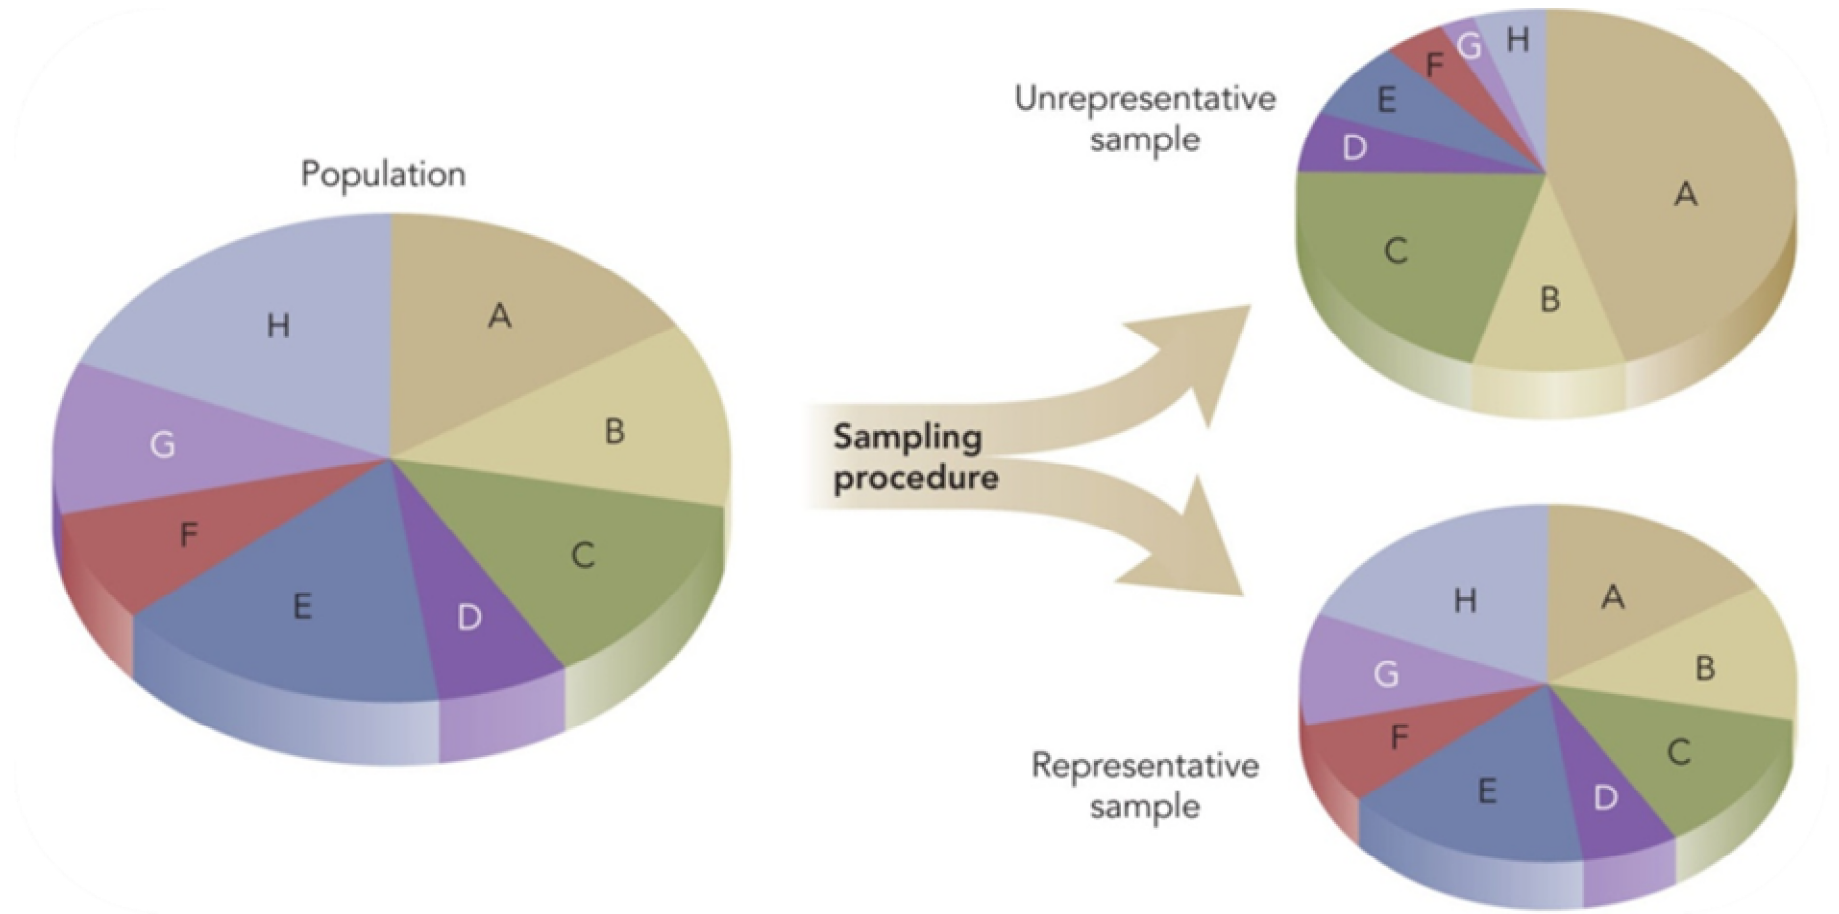 Population
H
A
G
B
F
C
E
D
Sampling
procedure
Unrepresentative
sample
H
G
F
E
D
A
C
B
Representative
sample
H
A
G
B
F
C
E
D